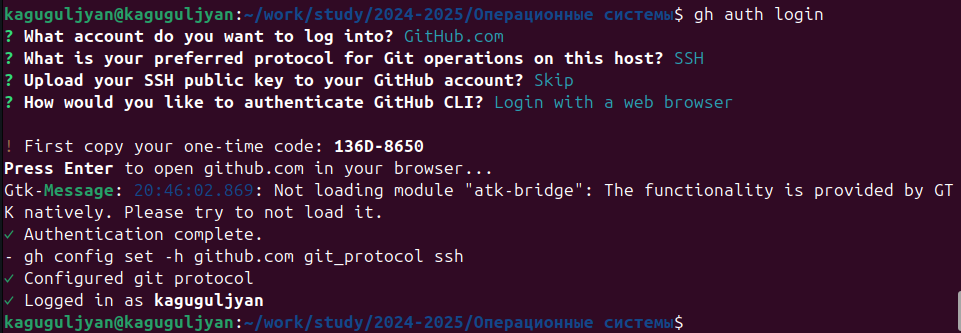 kaguguljyan@kaguguljyan:~/work/study/2024-2025/Операционные системы$ gh auth login
? What account do you want to log into? GitHub.com
? What is your preferred protocol for Git operations on this host? SSH
? Upload your SSH public key to your GitHub account? Skip
? How would you like to authenticate GitHub CLI? Login with a web browser

! First copy your one-time code: 136D-8650
Press Enter to open github.com in your browser...
Gtk-Message: 20:46:02.869: Not loading module "atk-bridge": The functionality is provided by GT
K natively. Please try to not load it.
✓ Authentication complete.
- gh config set -h github.com git_protocol ssh
✓ Configured git protocol
✓ Logged in as kaguguljyan
kaguguljyan@kaguguljyan:~/work/study/2024-2025/Операционные системы$